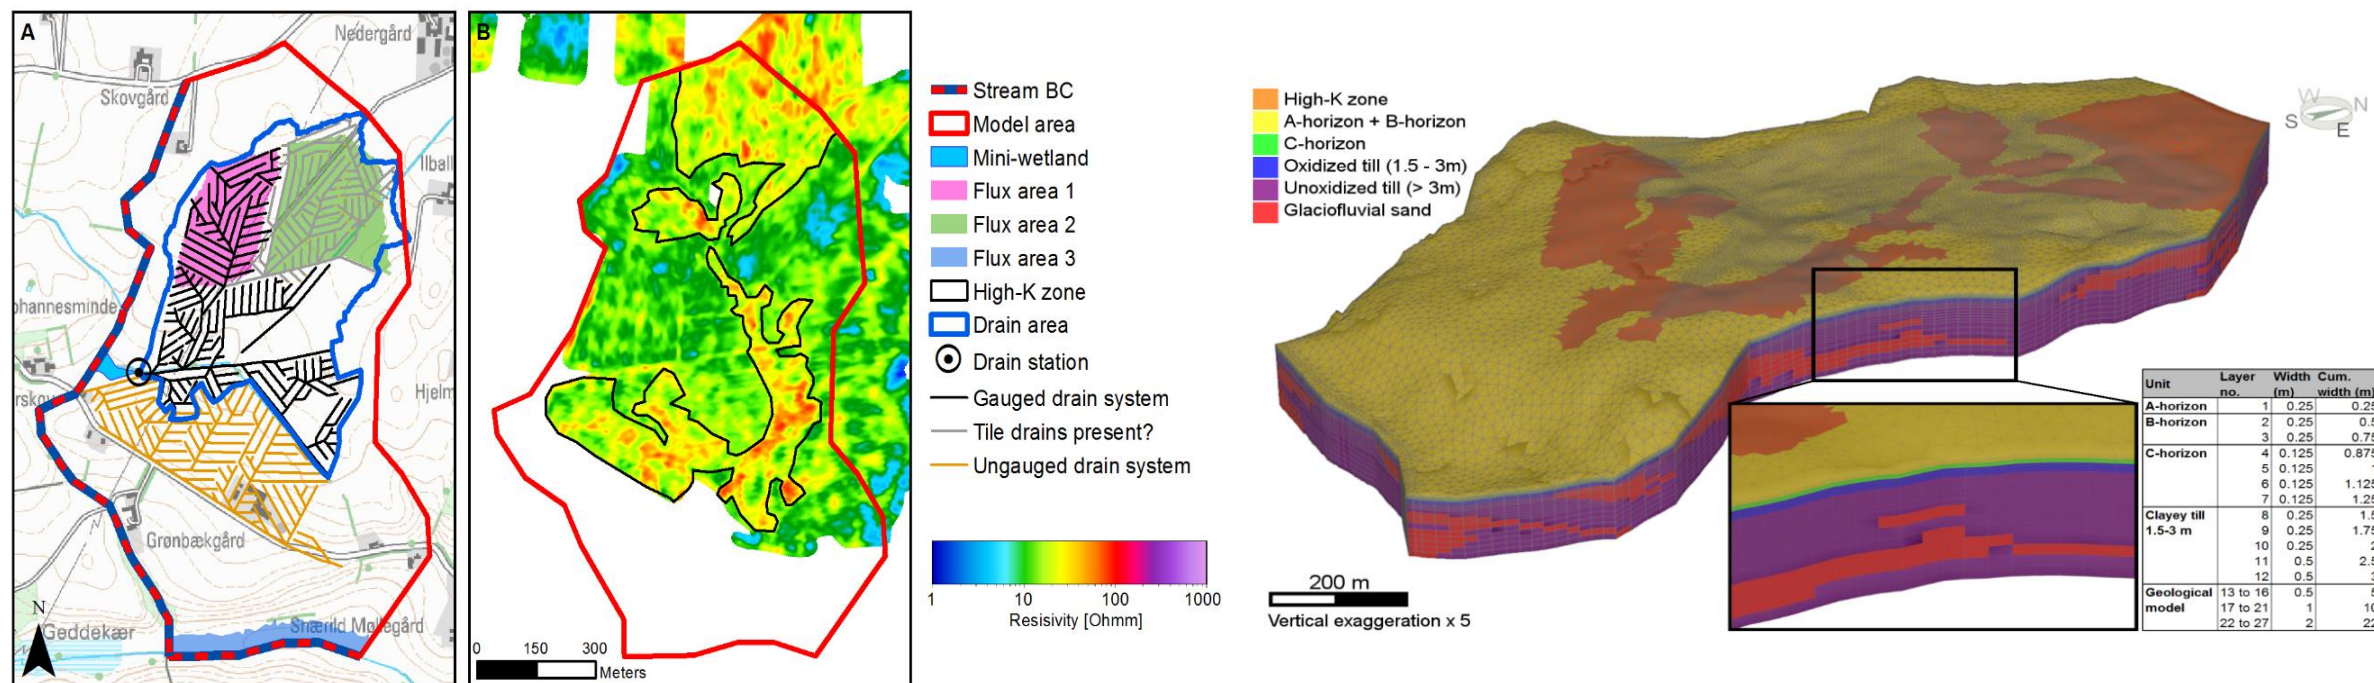 A
Nedergård
Skovgård
Ilball
ohannesminde
rskov
Hjelm
Grønbækgård
N
Geddekær
Snærild Møllegård
B
0 150 300
Meters
Stream BC
Model area
Mini-wetland
Flux area 1
Flux area 2
Flux area 3
High-K zone
Drain area
Drain station
Gauged drain system
Tile drains present?
Ungauged drain system
1 10 100 1000
Resisivity [Ohmm]
High-K zone
A-horizon + B-horizon
C-horizon
Oxidized till (1.5 - 3m)
Unoxidized till (> 3m)
Glaciofluvial sand
W N
S E
200 m
Vertical exaggeration x 5
Unit Layer no. Width (m) Cum. width (m)
A-horizon 1 0.25 0.25
B-horizon 2 0.25 0.5
3 0.25 0.75
C-horizon 4 0.125 0.875
5 0.125 1
6 0.125 1.125
7 0.125 1.25
Clayey till 8 0.25 1.5
1.5-3 m 9 0.25 1.75
10 0.25 2
11 0.5 2.5
12 0.5 3
Geological 13 to 16 0.5 5
model 17 to 21 1 10
22 to 27 2 22